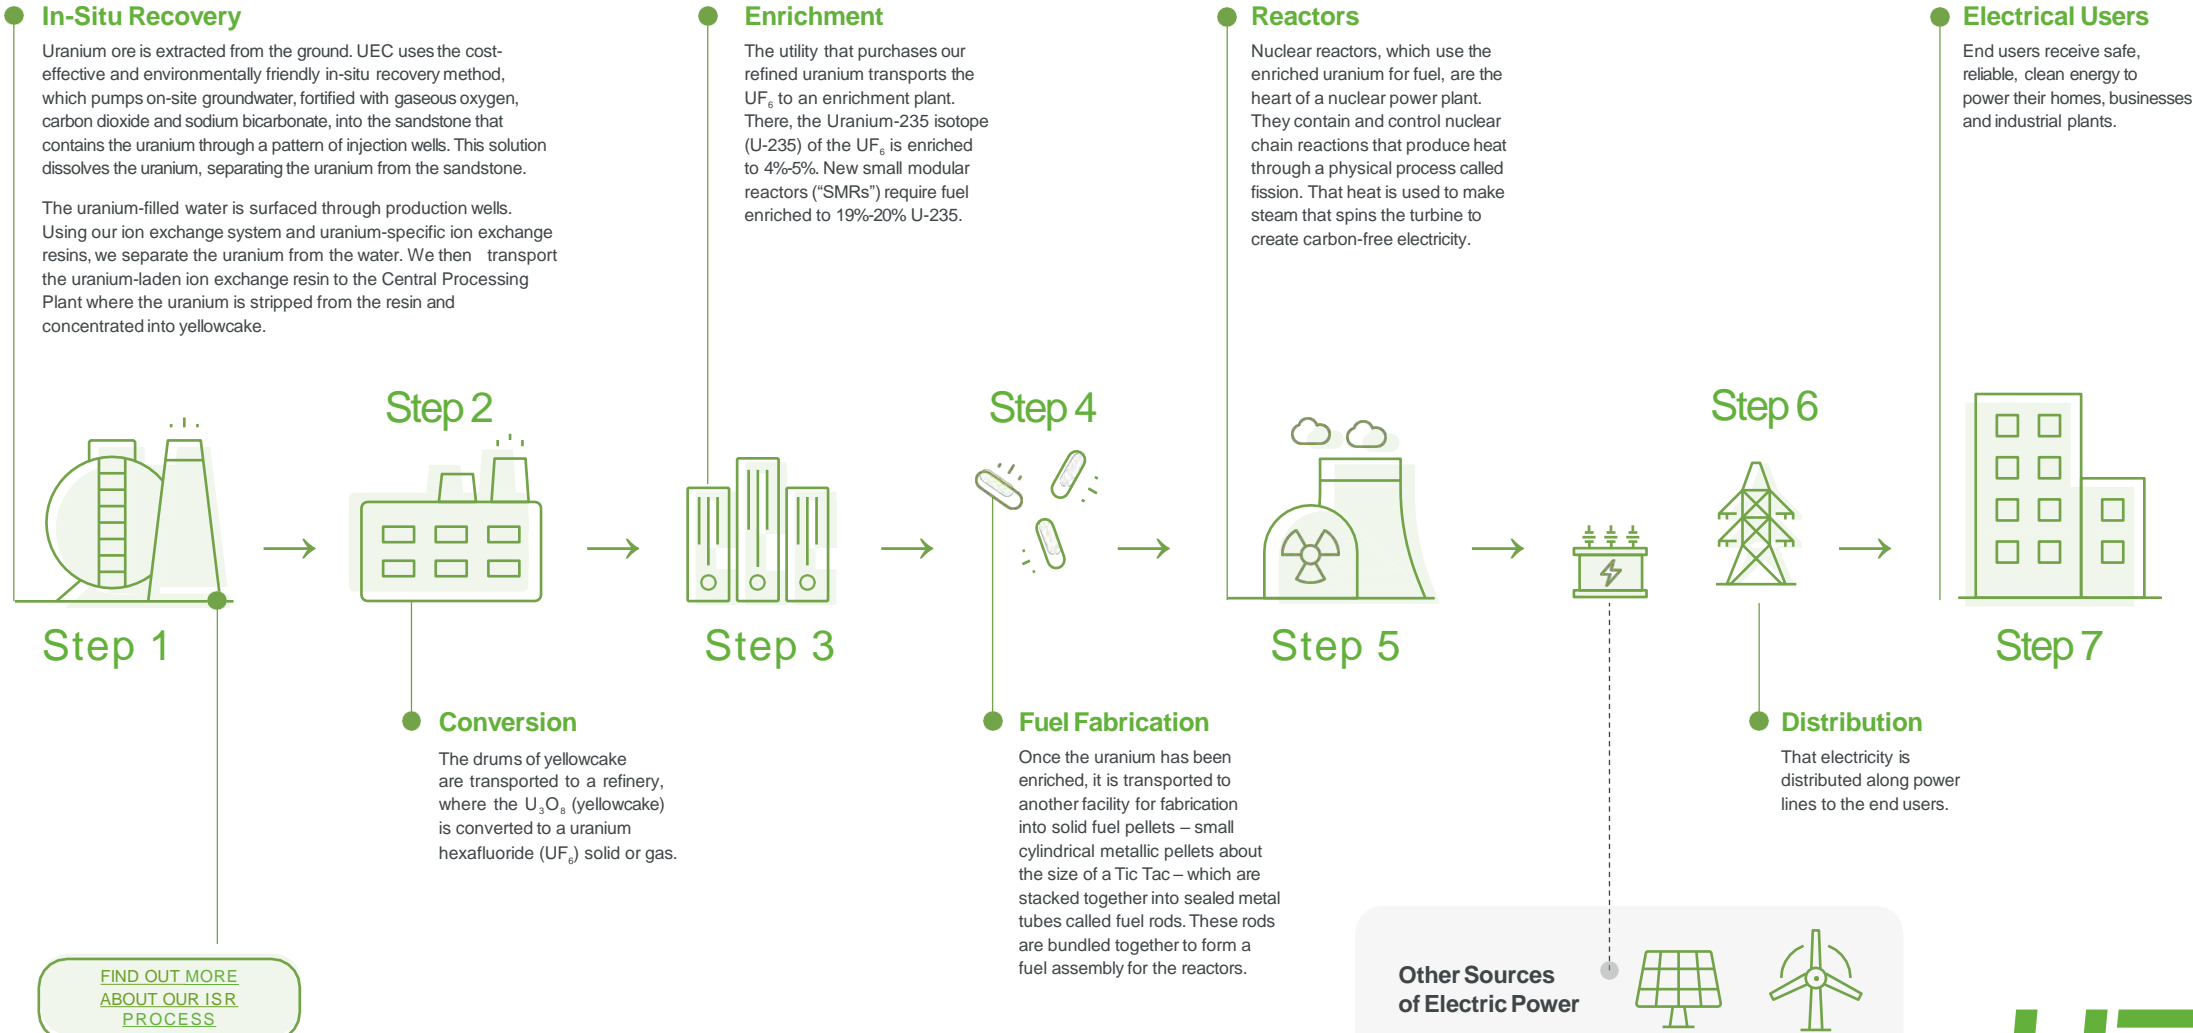 In-Situ Recovery
Uranium ore is extracted from the ground. UEC uses the cost-
effective and environmentally friendly in-situ recovery method,
which pumps on-site groundwater, fortified with gaseous oxygen,
carbon dioxide and sodium bicarbonate, into the sandstone that
contains the uranium through a pattern of injection wells. This solution
dissolves the uranium, separating the uranium from the sandstone.
The uranium-filled water is surfaced through production wells.
Using our ion exchange system and uranium-specific ion exchange
resins, we separate the uranium from the water. We then transport
the uranium-laden ion exchange resin to the Central Processing
Plant where the uranium is stripped from the resin and
concentrated into yellowcake.
Enrichment
The utility that purchases our
refined uranium transports the
UF₆ to an enrichment plant.
There, the Uranium-235 isotope
(U-235) of the UF₆ is enriched
to 4%-5%. New small modular
reactors (“SMRs”) require fuel
enriched to 19%-20% U-235.
Reactors
Nuclear reactors, which use the
enriched uranium for fuel, are the
heart of a nuclear power plant.
They contain and control nuclear
chain reactions that produce heat
through a physical process called
fission. That heat is used to make
steam that spins the turbine to
create carbon-free electricity.
Electrical Users
End users receive safe,
reliable, clean energy to
power their homes, businesses
and industrial plants.
Step 2
Step 4
Step 6
Step 1
Step 3
Step 5
Step 7
Conversion
The drums of yellowcake
are transported to a refinery,
where the U₃O₈ (yellowcake)
is converted to a uranium
hexafluoride (UF₆) solid or gas.
Fuel Fabrication
Once the uranium has been
enriched, it is transported to
another facility for fabrication
into solid fuel pellets – small
cylindrical metallic pellets about
the size of a Tic Tac – which are
stacked together into sealed metal
tubes called fuel rods. These rods
are bundled together to form a
fuel assembly for the reactors.
Distribution
That electricity is
distributed along power
lines to the end users.
FIND OUT MORE
ABOUT OUR ISR
PROCESS
Other Sources
of Electric Power